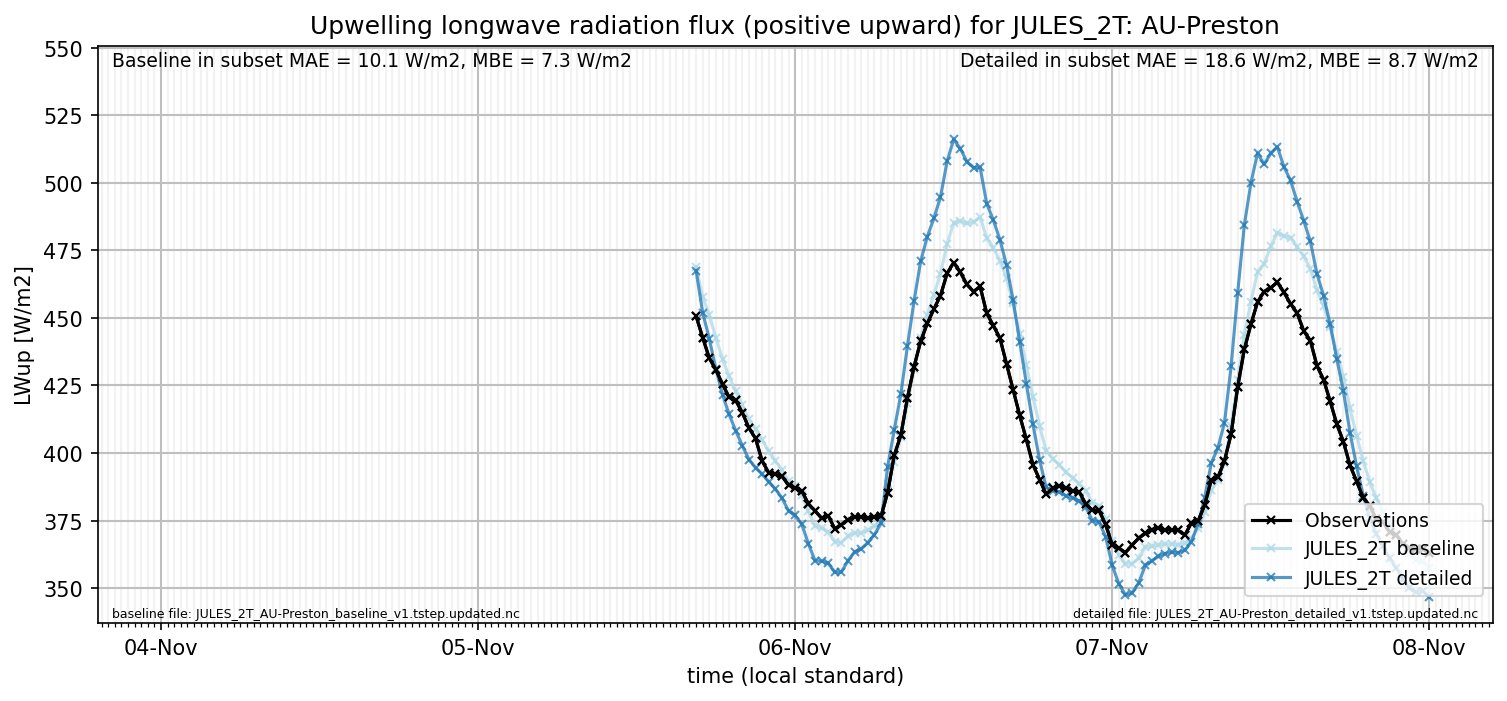 Upwelling longwave radiation flux (positive upward) for JULES_2T: AU-Preston
Baseline in subset MAE = 10.1 W/m2, MBE = 7.3 W/m2
Detailed in subset MAE = 18.6 W/m2, MBE = 8.7 W/m2
550
525
500
475
450
425
400
375
350
LWup [W/m2]
Observations
JULES_2T baseline
JULES_2T detailed
baseline file: JULES_2T_AU-Preston_baseline_v1.tstep.updated.nc
detailed file: JULES_2T_AU-Preston_detailed_v1.tstep.updated.nc
04-Nov
05-Nov
06-Nov
07-Nov
08-Nov
time (local standard)